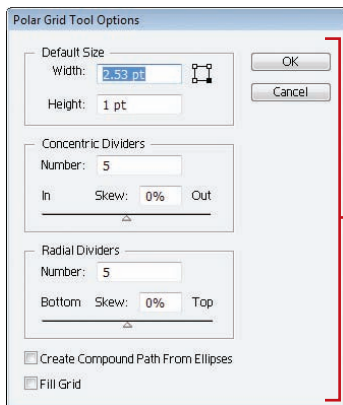 Polar Grid Tool Options
Default Size
Width: 2.53 pt
OK
Height: 1 pt
Cancel
Concentric Dividers
Number: 5
In Skew: 0% Out
Radial Dividers
Number: 5
Bottom Skew: 0% Top
Create Compound Path From Ellipses
Fill Grid